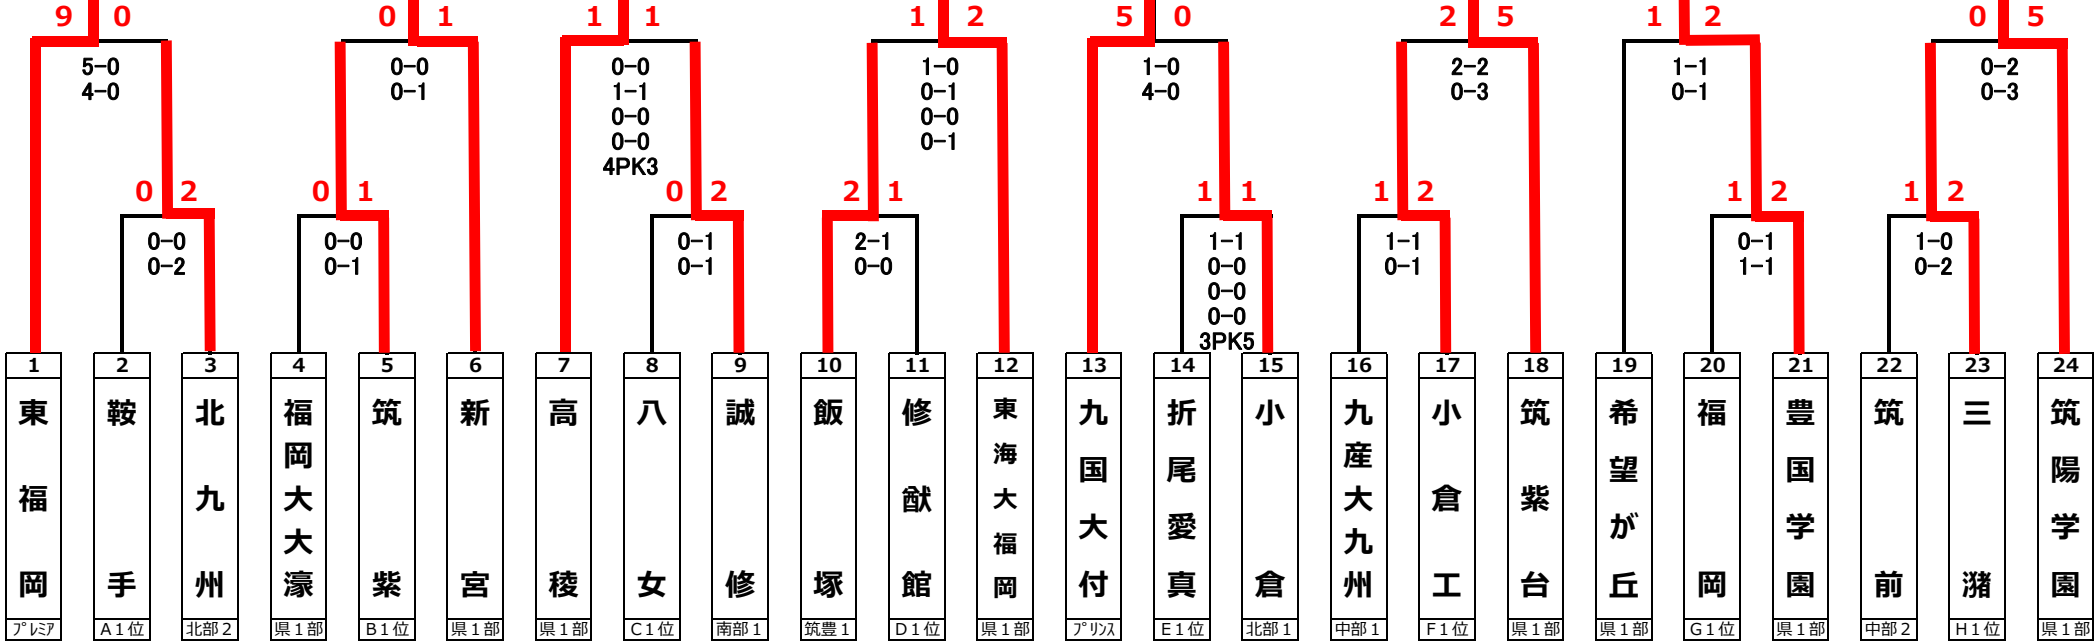 9 0 0 1 1 1 1 2 5 0 2 5 1 2 0 5
5-0 0-0 0-0 1-0 1-0 2-2 1-1 0-2
4-0 0-1 1-1 0-1 4-0 0-3 0-1 0-3
0-0 0-0
0-0 0-1
4PK3
0 2 0 1 0 2 2 1 1 1 1 2 1 2 1 2
0-0 0-0 0-1 2-1 1-1 1-1 0-1 1-0
0-2 0-1 0-1 0-0 0-0 0-1 1-1 0-2
0-0
0-0
3PK5
1 2 3 4 5 6 7 8 9 10 11 12 13 14 15 16 17 18 19 20 21 22 23 24
東福岡
鞍手
北九州
福岡大大濠
筑紫
新宮
高稜
八女
誠修
飯塚
修猷館
東海大福岡
九国大付
折尾愛真
小倉
九産大九州
小倉工
筑紫台
希望が丘
福岡
豊国学園
筑前
三潴
筑陽学園
プレミア A1位 北部2 県1部 B1位 県1部 県1部 C1位 南部1 筑豊1 D1位 県1部 プリンス E1位 北部1 中部1 F1位 県1部 県1部 G1位 県1部 中部2 H1位 県1部